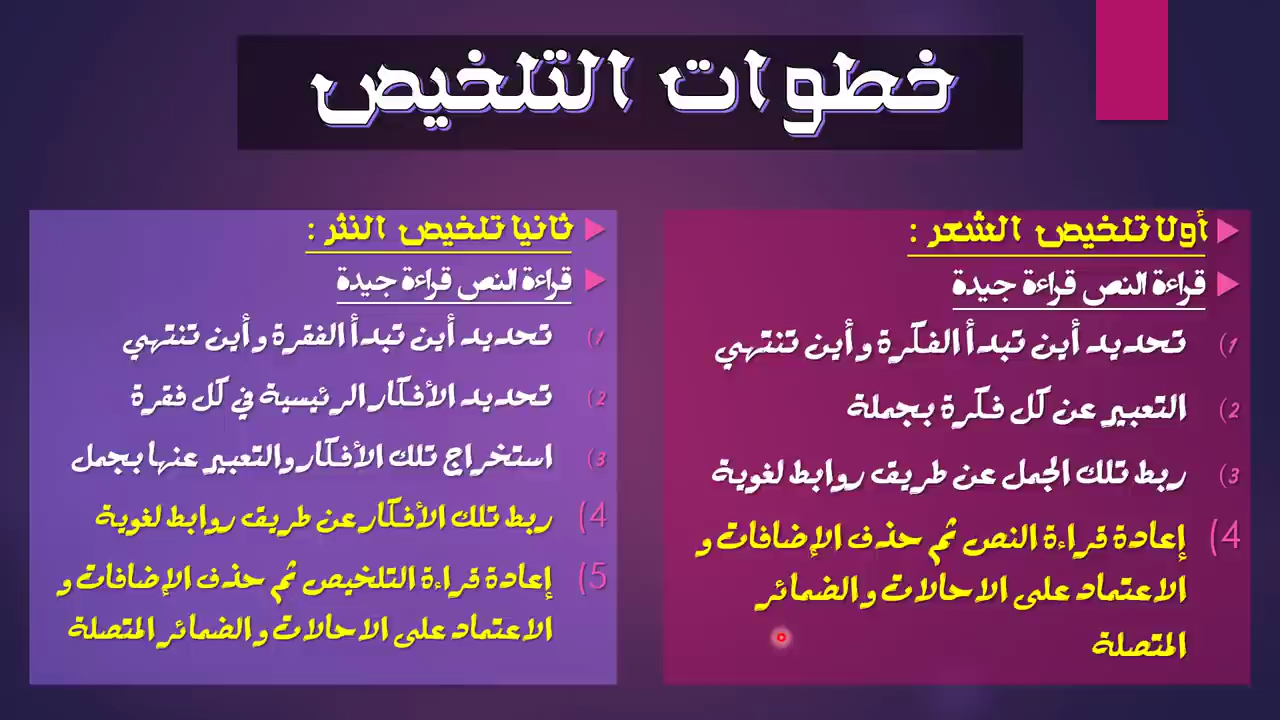 خطوات التلخيص
أولا تلخيص الشعر :
قراءة النص قراءة جيدة
1) تحديد أين تبدأ الفكرة و أين تنتهي
2) التعبير عن كل فكرة بجملة
3) ربط تلك الجمل عن طريق روابط لغوية
4) إعادة قراءة النص ثم حذف الإضافات و
الاعتماد على الاحالات و الضمائر
المتصلة
ثانيا تلخيص النثر :
قراءة النص قراءة جيدة
1) تحديد أين تبدأ الفقرة و أين تنتهي
2) تحديد الأفكار الرئيسية في كل فقرة
3) استخراج تلك الأفكار والتعبير عنها بجمل
4) ربط تلك الأفكار عن طريق روابط لغوية
5) إعادة قراءة التلخيص ثم حذف الإضافات و
الاعتماد على الاحالات و الضمائر المتصلة